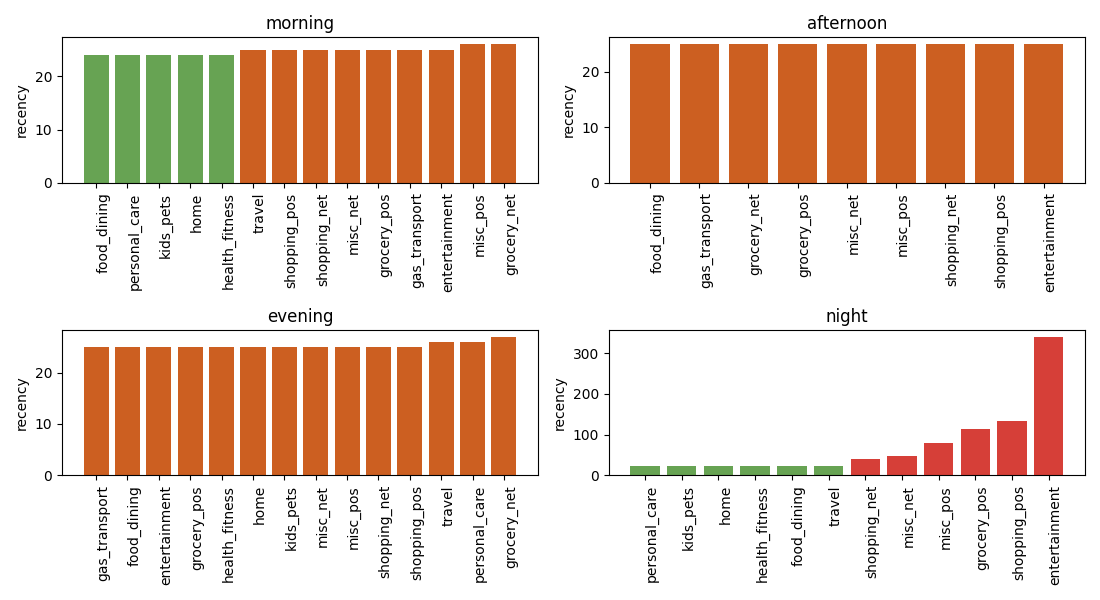 morning
recency
20
10
0
food_dining
personal_care
kids_pets
home
health_fitness
travel
shopping_pos
shopping_net
misc_net
grocery_pos
gas_transport
entertainment
misc_pos
grocery_net
afternoon
recency
20
10
0
food_dining
gas_transport
grocery_net
grocery_pos
misc_net
misc_pos
shopping_net
shopping_pos
entertainment
evening
recency
20
10
0
gas_transport
food_dining
entertainment
grocery_pos
health_fitness
home
kids_pets
misc_net
misc_pos
shopping_net
shopping_pos
travel
personal_care
grocery_net
night
recency
300
200
100
0
personal_care
kids_pets
home
health_fitness
food_dining
travel
shopping_net
misc_net
misc_pos
grocery_pos
shopping_pos
entertainment